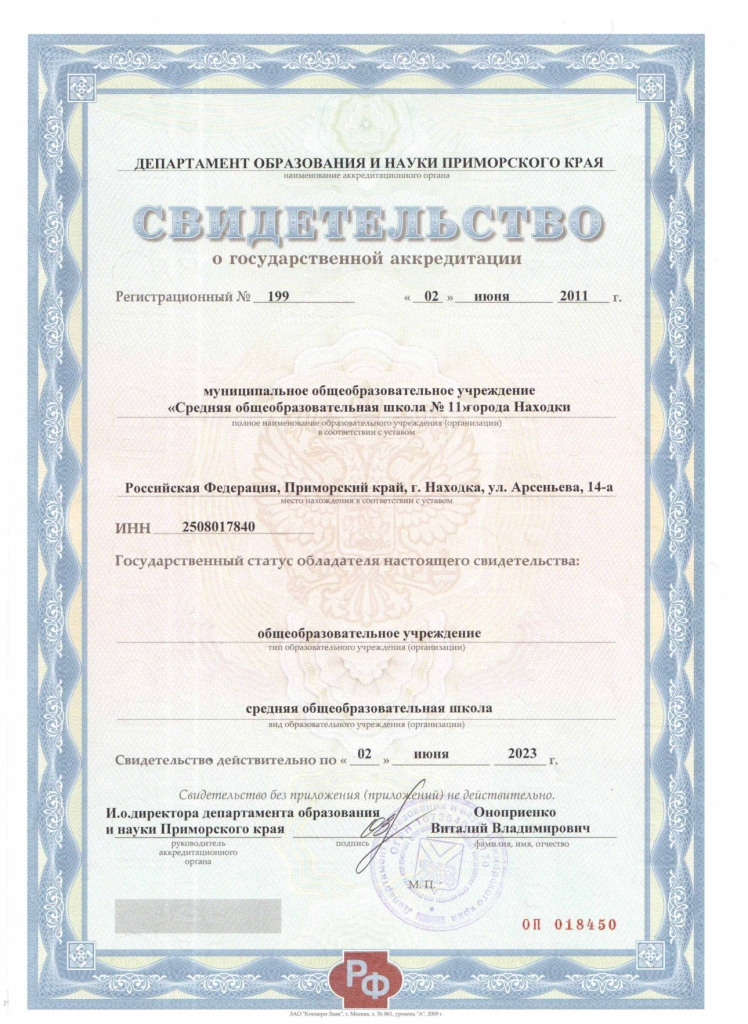 ДЕПАРТАМЕНТ ОБРАЗОВАНИЯ И НАУКИ ПРИМОРСКОГО КРАЯ
наименование аккредитационного органа
СВИДЕТЕЛЬСТВО
о государственной аккредитации
Регистрационный № 199 « 02 » июня 2011 г.
муниципальное общеобразовательное учреждение
«Средняя общеобразовательная школа № 11» города Находки
полное наименование образовательного учреждения (организации)
в соответствии с уставом
Российская Федерация, Приморский край, г. Находка, ул. Арсеньева, 14-а
место нахождения в соответствии с уставом
ИНН 2508017840
Государственный статус обладателя настоящего свидетельства:
общеобразовательное учреждение
тип образовательного учреждения (организации)
средняя общеобразовательная школа
вид образовательного учреждения (организации)
Свидетельство действительно по « 02 » июня 2023 г.
Свидетельство без приложения (приложений) не действительно.
И.о.директора департамента образования
и науки Приморского края
Оноприенко
Виталий Владимирович
руководитель
аккредитационного
органа
подпись
фамилия, имя, отчество
М. П.
ОП 018450
РФ
ЗАО "Концерн Знак", г. Москва, з. № 861, уровень "А", 2009 г.